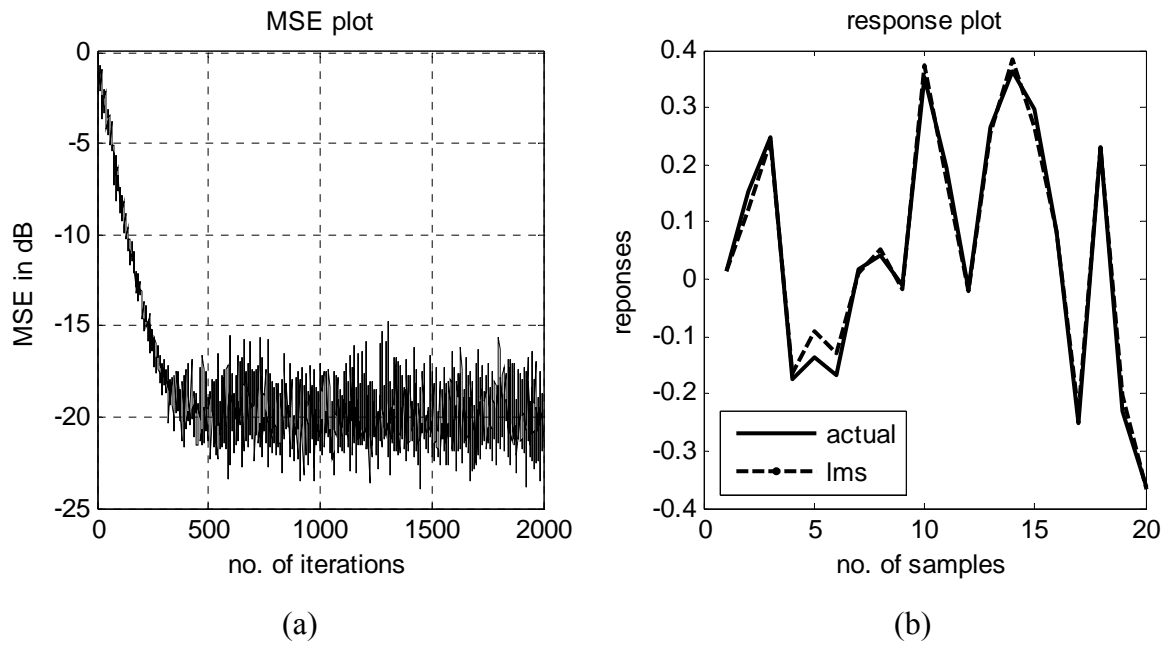 MSE plot
0
-5
-10
-15
-20
-25
MSE in dB
0 500 1000 1500 2000
no. of iterations
(a)
response plot
0.4
0.3
0.2
0.1
0
-0.1
-0.2
-0.3
-0.4
reponses
actual
lms
0 5 10 15 20
no. of samples
(b)